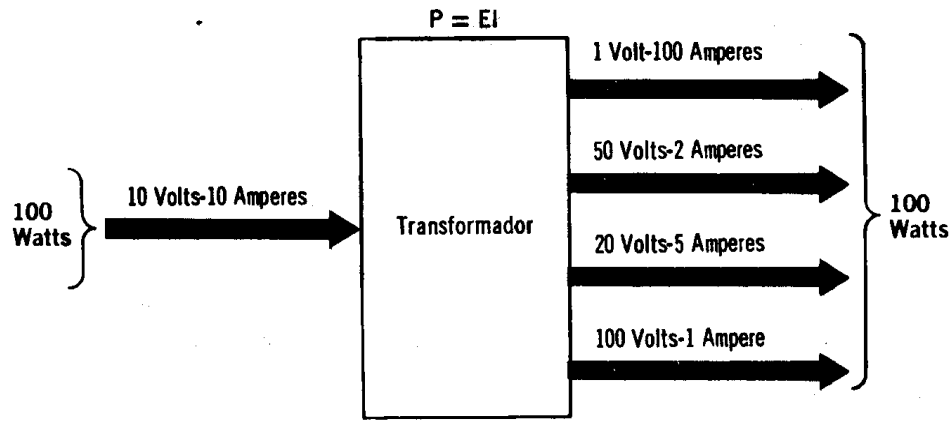 P = EI
1 Volt-100 Amperes
50 Volts-2 Amperes
10 Volts-10 Amperes
100
Watts
Transformador
100
Watts
20 Volts-5 Amperes
100 Volts-1 Ampere